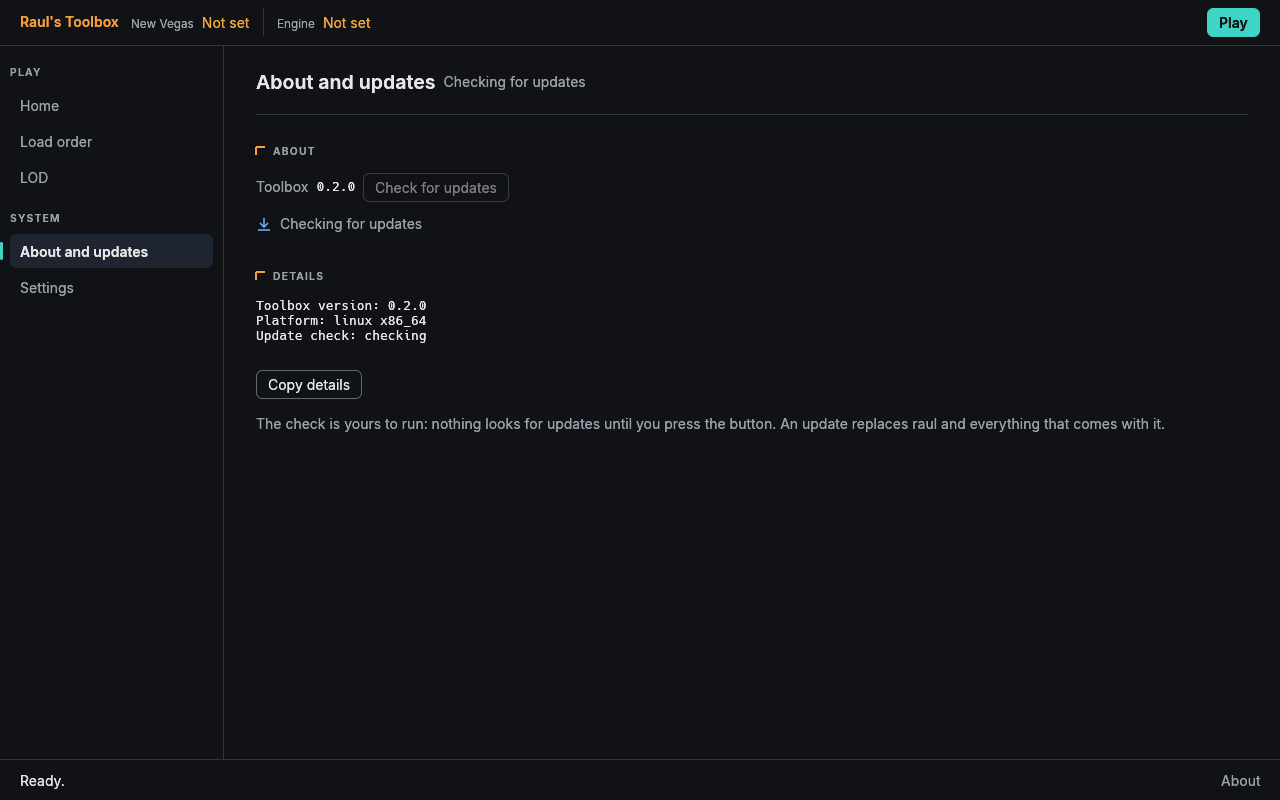 Raul's Toolbox New Vegas Not set Engine Not set Play
PLAY
Home
Load order
LOD
SYSTEM
About and updates
Settings
About and updates Checking for updates
ABOUT
Toolbox 0.2.0 Check for updates
Checking for updates
DETAILS
Toolbox version: 0.2.0
Platform: linux x86_64
Update check: checking
Copy details
The check is yours to run: nothing looks for updates until you press the button. An update replaces raul and everything that comes with it.
Ready. About